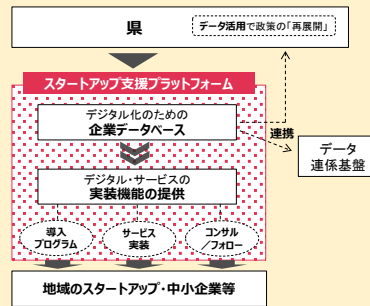 県
データ活用で政策の「再展開」
スタートアップ支援プラットフォーム
デジタル化のための
企業データベース
連携
データ
連係基盤
デジタル・サービスの
実装機能の提供
導入
プログラム
サービス
実装
コンサル
／フォロー
地域のスタートアップ・中小企業等